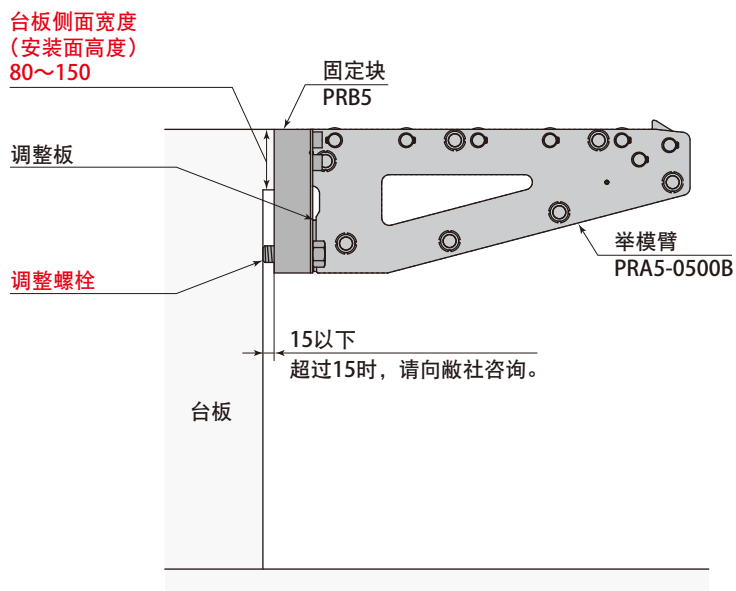 台板侧面宽度
（安装面高度）
80～150
固定块
PRB5
调整板
举模臂
PRA5-0500B
调整螺栓
15以下
超过15时，请向敝社咨询。
台板